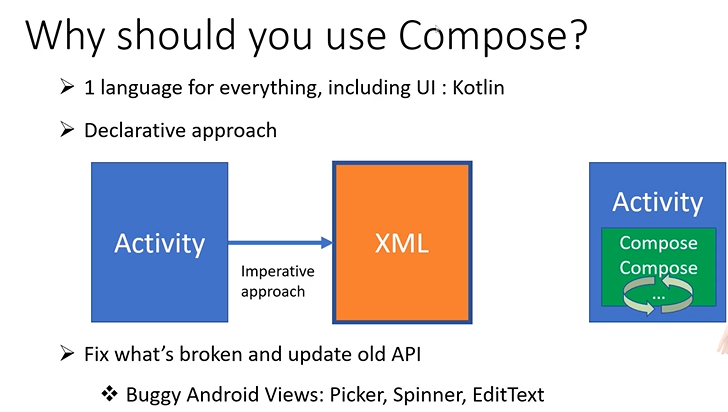 Why should you use Compose?
1 language for everything, including UI : Kotlin
Declarative approach
Activity
Imperative
approach
XML
Activity
Compose
Compose
...
Fix what’s broken and update old API
Buggy Android Views: Picker, Spinner, EditText